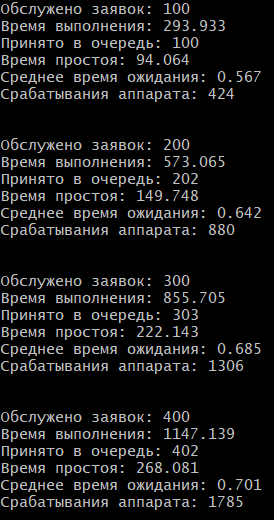 Обслужено заявок: 100
Время выполнения: 293.933
Принято в очередь: 100
Время простоя: 94.064
Среднее время ожидания: 0.567
Срабатывания аппарата: 424
Обслужено заявок: 200
Время выполнения: 573.065
Принято в очередь: 202
Время простоя: 149.748
Среднее время ожидания: 0.642
Срабатывания аппарата: 880
Обслужено заявок: 300
Время выполнения: 855.705
Принято в очередь: 303
Время простоя: 222.143
Среднее время ожидания: 0.685
Срабатывания аппарата: 1306
Обслужено заявок: 400
Время выполнения: 1147.139
Принято в очередь: 402
Время простоя: 268.081
Среднее время ожидания: 0.701
Срабатывания аппарата: 1785